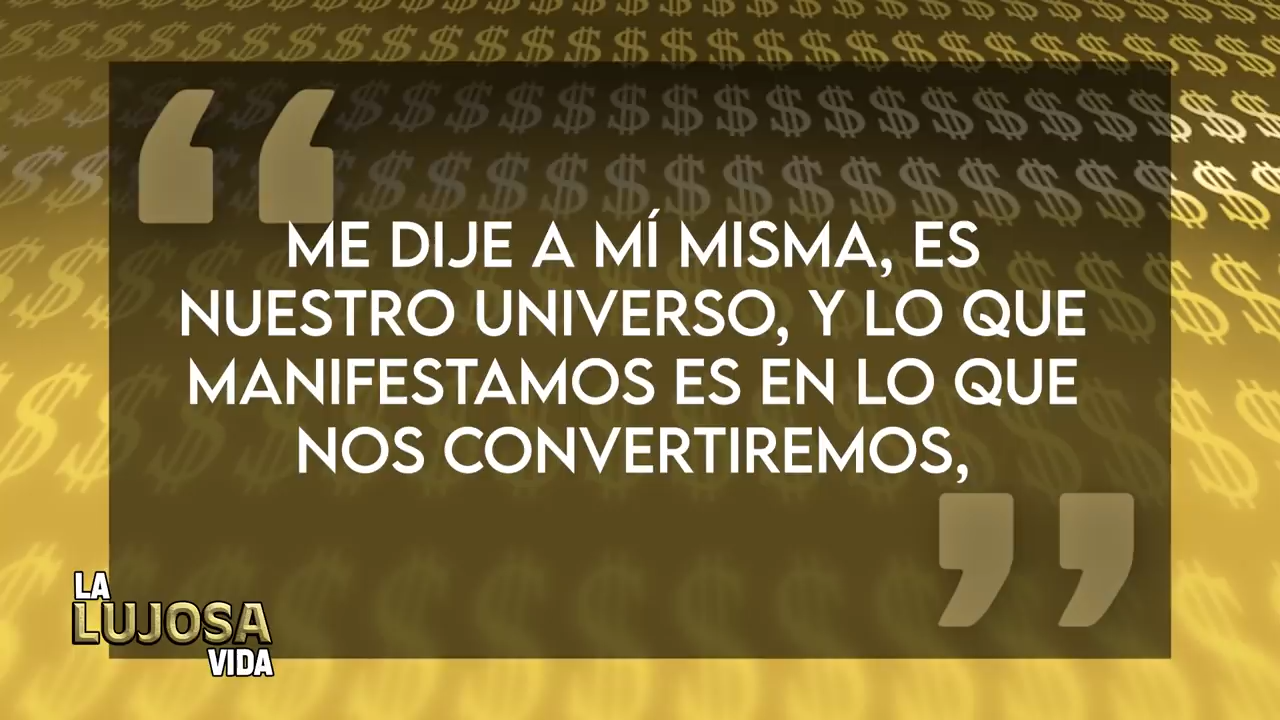 ME DIJE A MÍ MISMA, ES
NUESTRO UNIVERSO, Y LO QUE
MANIFESTAMOS ES EN LO QUE
NOS CONVERTIREMOS,
LA
LUJOSA
VIDA